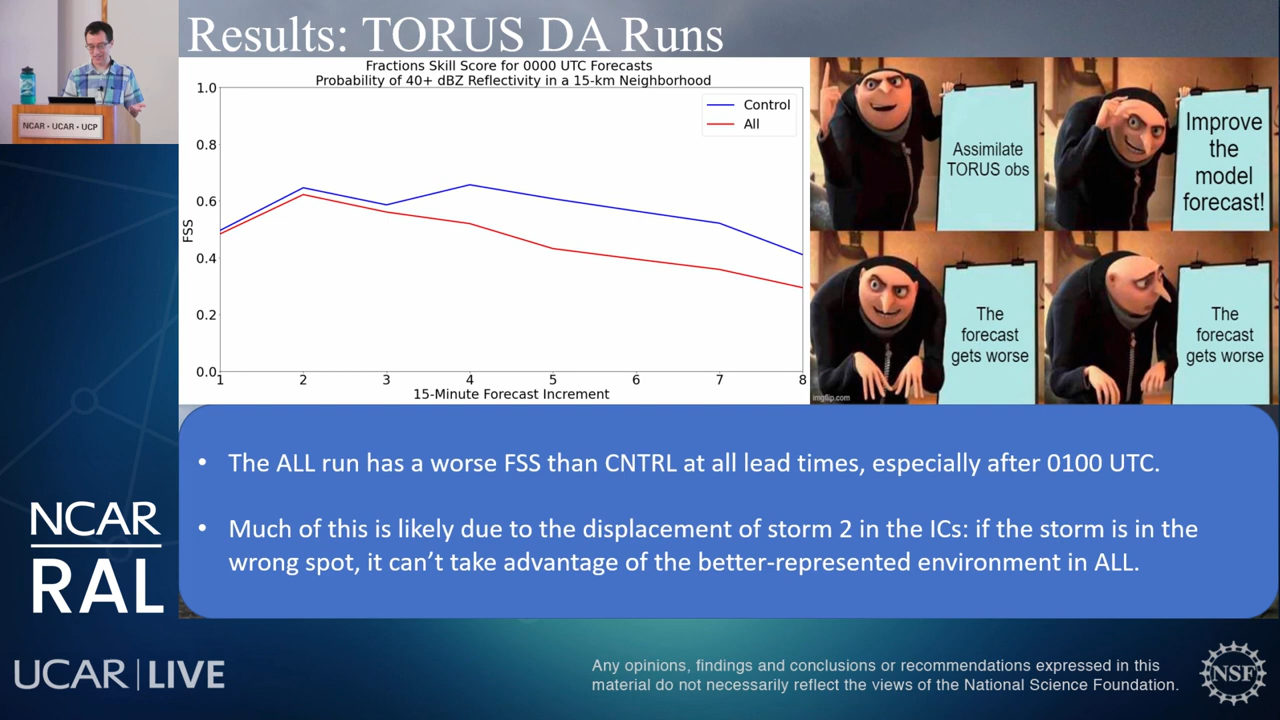 Results: TORUS DA Runs
NCAR • UCAR • UCP
Fractions Skill Score for 0000 UTC Forecasts
Probability of 40+ dBZ Reflectivity in a 15-km Neighborhood
Control
All
1.0
0.8
0.6
0.4
0.2
0.0
FSS
1 2 3 4 5 6 7 8
15-Minute Forecast Increment
Assimilate
TORUS obs
Improve
the
model
forecast!
The
forecast
gets worse
The
forecast
gets worse
imgflip.com
• The ALL run has a worse FSS than CNTRL at all lead times, especially after 0100 UTC.
• Much of this is likely due to the displacement of storm 2 in the ICs: if the storm is in the
wrong spot, it can’t take advantage of the better-represented environment in ALL.
NCAR
RAL
UCAR | LIVE
Any opinions, findings and conclusions or recommendations expressed in this
material do not necessarily reflect the views of the National Science Foundation.
NSF